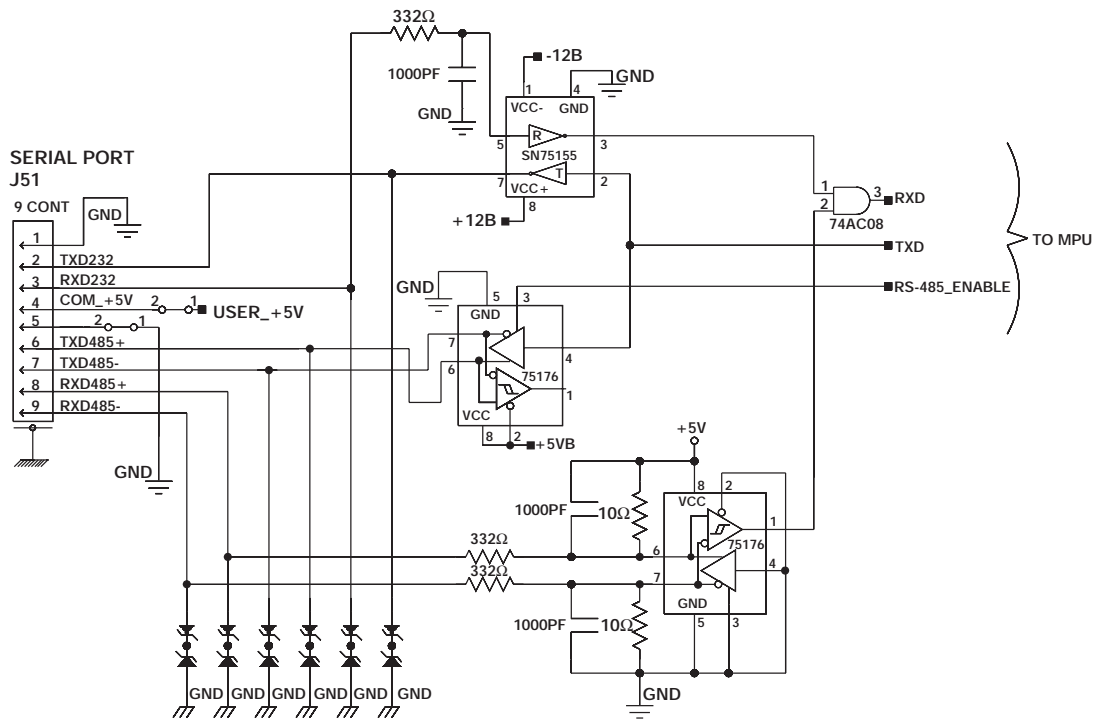 332Ω
1000PF
GND
-12B
1
4
GND
VCC-
GND
R
5
3
SN75155
7
T
2
VCC+
+12B
8
SERIAL PORT
J51
9 CONT
GND
1
2 TXD232
3 RXD232
4 COM_+5V 2 1 USER_+5V
5 2 1
6 TXD485+
7 TXD485-
8 RXD485+
9 RXD485-
GND
1
2
3 RXD
74AC08
TXD
RS-485_ENABLE
TO MPU
GND
5
3
GND
7
4
6
75176
1
VCC
8
2
+5VB
+5V
8
2
VCC
1000PF
10Ω
1
332Ω
6
75176
332Ω
7
4
GND
1000PF
10Ω
5
3
GND
GND GND GND GND GND GND